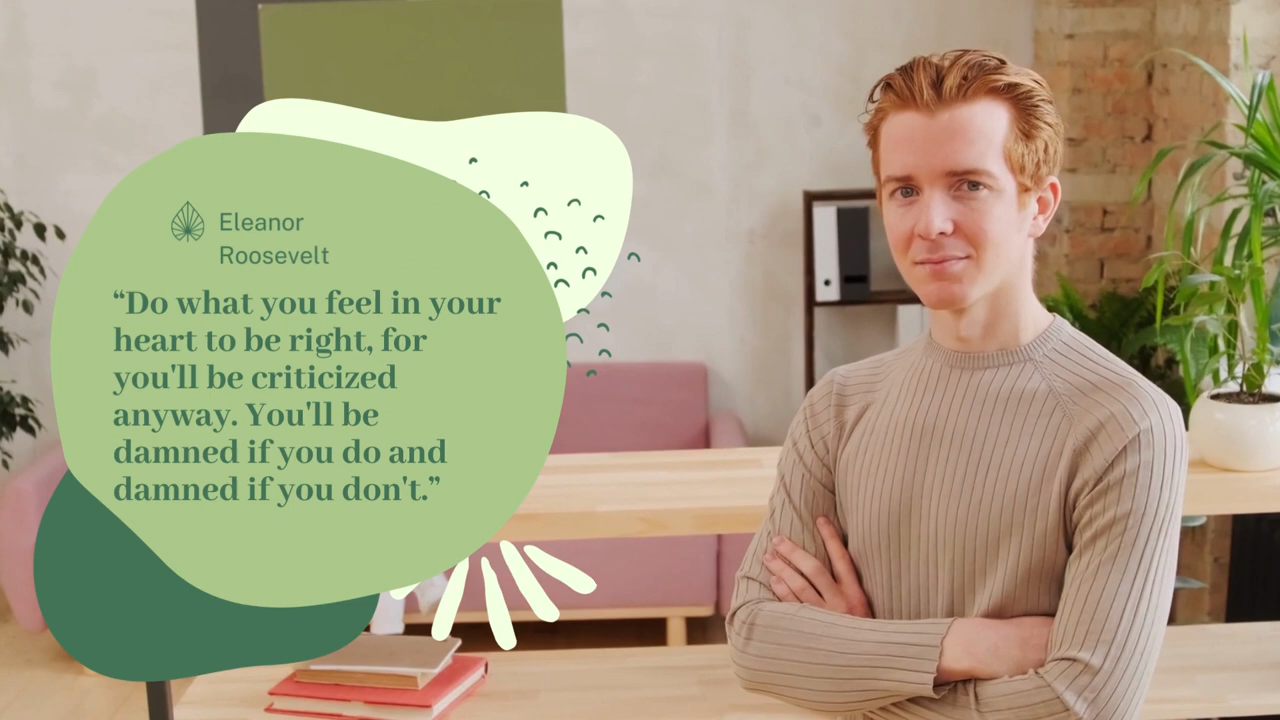 Eleanor
Roosevelt
“Do what you feel in your
heart to be right, for
you'll be criticized
anyway. You'll be
damned if you do and
damned if you don't.”